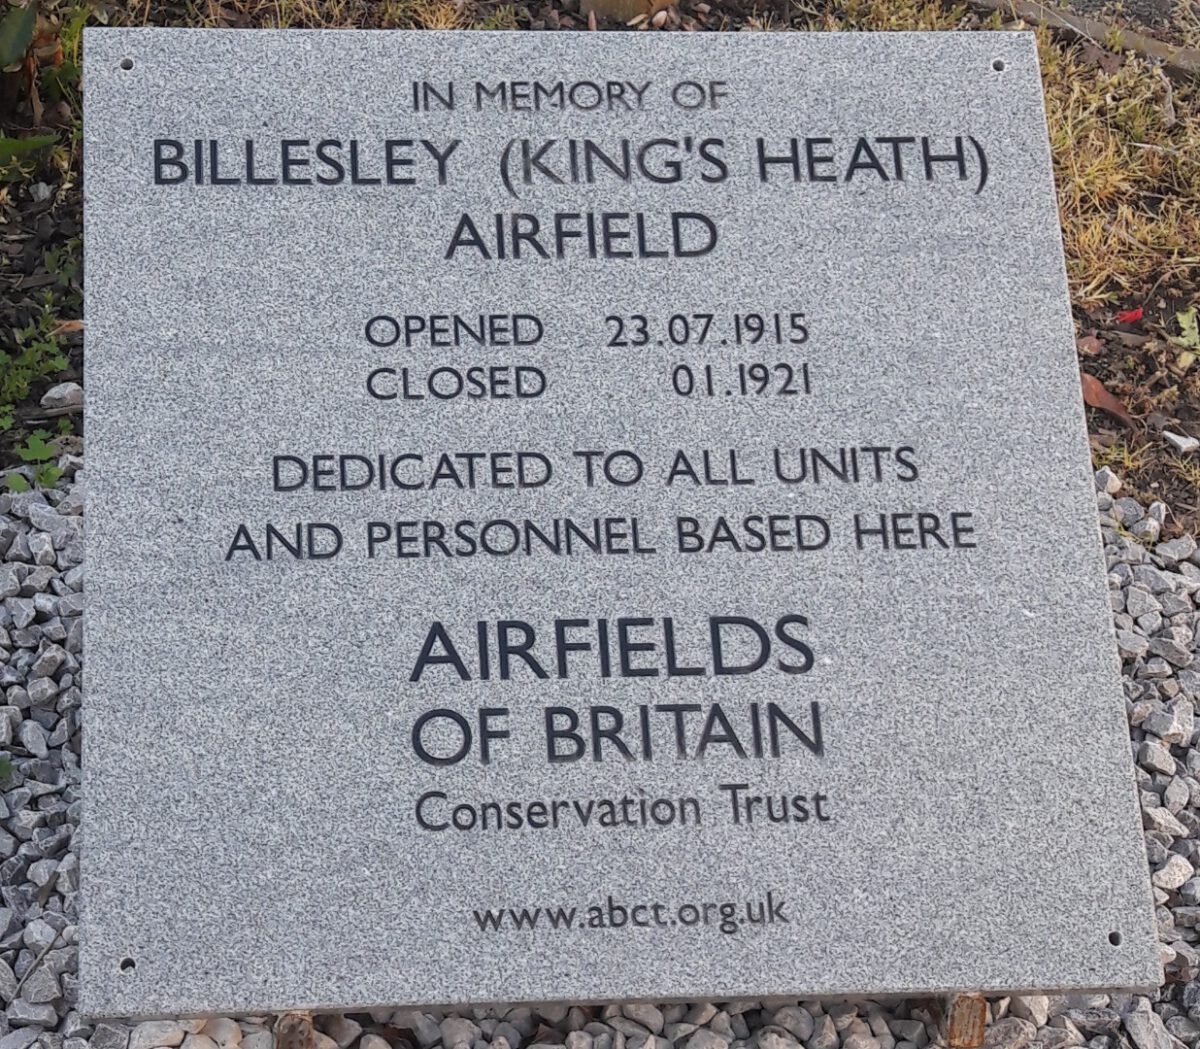 IN MEMORY OF
BILLESLEY (KING'S HEATH)
AIRFIELD
OPENED 23.07.1915
CLOSED 01.1921
DEDICATED TO ALL UNITS
AND PERSONNEL BASED HERE
AIRFIELDS
OF BRITAIN
Conservation Trust
www.abct.org.uk